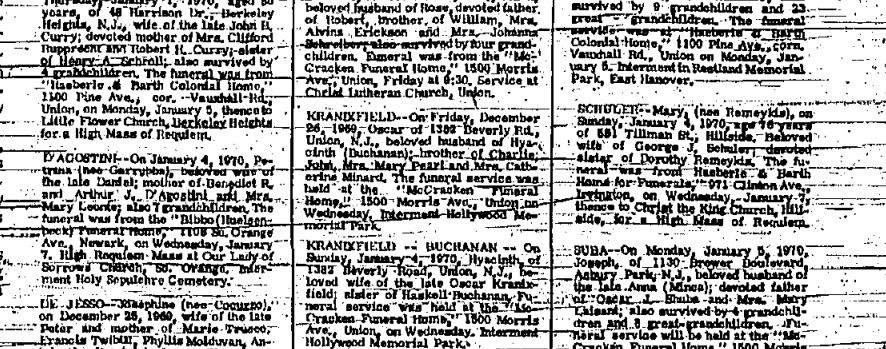 Thursday, January 1, 1970, aged 80
years, of 48 Harrison Dr., Berkeley
Heights, N.J., wife of the late John H.
Curry; devoted mother of Mrs. Clifford
Rupprecht and Robert H. Curry; sister
of Henry A. Schroll; also survived by
4 grandchildren. The funeral was from
"Haeberle & Barth Colonial Home,"
1100 Pine Ave., cor. Vauxhall Rd.,
Union, on Monday, January 5, thence to
Little Flower Church, Berkeley Heights
for a High Mass of Requiem.
D'AGOSTINI--On January 4, 1970, Pe-
trina (nee Garrubba), beloved wife of
the late Daniel; mother of Benedict R.
and Arthur J. D'Agostini and Mrs.
Mary Leorte; also 7 grandchildren. The
funeral was from the "Bibbo (Huelsen-
beck) Funeral Home," 1108 So. Orange
Ave., Newark, on Wednesday, January
7. High Requiem Mass at Our Lady of
Sorrows Church, So. Orange. Inter-
ment Holy Sepulchre Cemetery.
DE JESSO--Josephine (nee Cocuzzo),
on December 25, 1969, wife of the late
Peter and mother of Marie Trusco,
Francis Twibill, Phyllis Molduvan, An-
beloved husband of Rose, devoted father
of Robert, brother of William, Mrs.
Alvina Erickson and Mrs. Johanna
Schreiber; also survived by four grand-
children. Funeral was from the "Mc-
Cracken Funeral Home," 1500 Morris
Ave., Union, Friday at 8:30, Service at
Christ Lutheran Church, Union.
KRANIXFIELD--On Friday, December
26, 1969, Oscar of 1382 Beverly Rd.,
Union, N.J., beloved husband of Hya-
cinth (Buchanan); brother of Charlie,
John, Mrs. Mary Pearl and Mrs. Cath-
erine Minard. The funeral service was
held at the "McCracken Funeral
Home," 1500 Morris Ave., Union on
Wednesday, Interment Hollywood Me-
morial Park.
KRANIXFIELD -- BUCHANAN -- On
Sunday, January 4, 1970, Hyacinth, of
1382 Beverly Road, Union, N.J., be-
loved wife of the late Oscar Kranix-
field; sister of Haskell Buchanan. Fu-
neral service was held at the "Mc-
Cracken Funeral Home," 1500 Morris
Ave., Union, on Wednesday. Interment
Hollywood Memorial Park.
survived by 9 grandchildren and 23
great grandchildren. The funeral
service was at "Haeberle & Barth
Colonial Home," 1100 Pine Ave., corn.
Vauxhall Rd., Union on Monday, Jan-
uary 5. Interment in Restland Memorial
Park, East Hanover.
SCHULER--Mary, (nee Remeykis), on
Sunday, January 4, 1970, age 76 years
of 581 Tillman St., Hillside. Beloved
wife of George J. Schuler; devoted
sister of Dorothy Remeykis. The fu-
neral was from Haeberle & Barth
Home for Funerals, 971 Clinton Ave.,
Irvington, on Wednesday, January 7,
thence to Christ the King Church, Hill-
side, for a High Mass of Requiem.
SUBA--On Monday, January 5, 1970,
Joseph, of 1130 Brower Boulevard,
Asbury Park, N.J., beloved husband of
the late Anna (Minca); devoted father
of Oscar J. Shuba and Mrs. Mary
also survived by 4 grandchil-
dren and 8 great-grandchildren. Fu-
neral service will be held at the "Mc-
Cracken Funeral Home," 1500 Morris